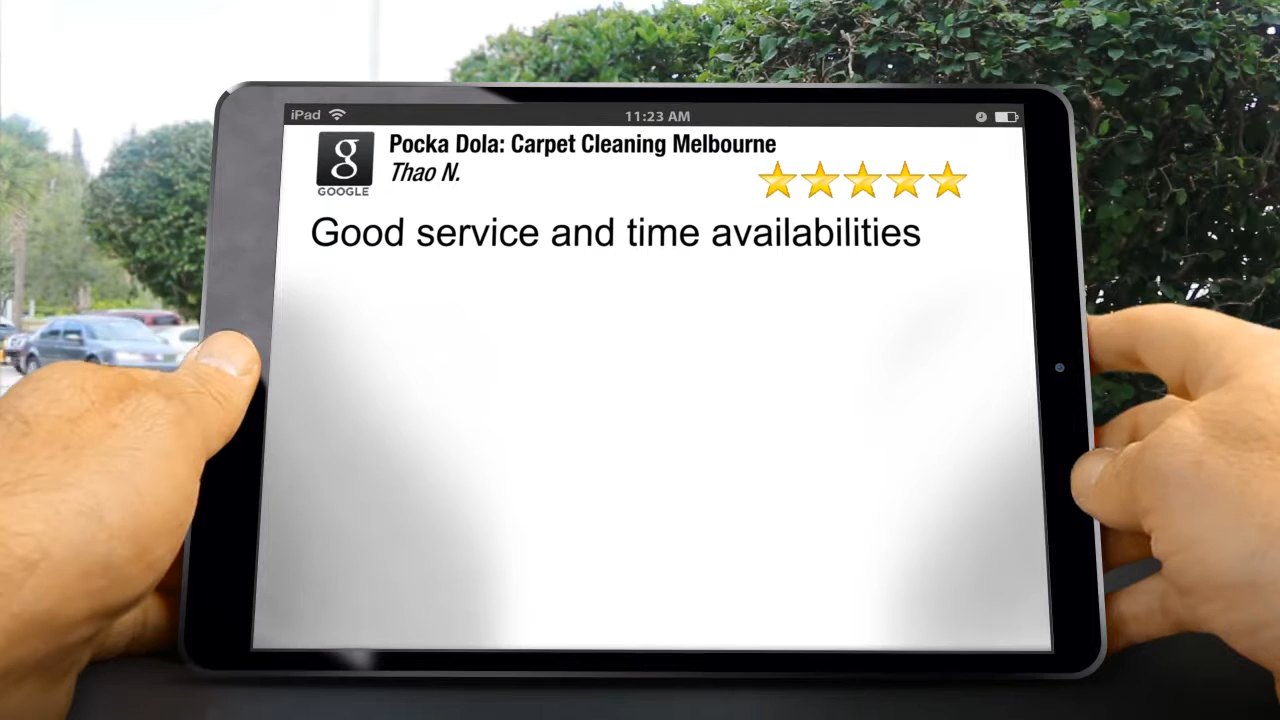 iPad 11:23 AM
g
GOOGLE
Pocka Dola: Carpet Cleaning Melbourne
Thao N.
Good service and time availabilities